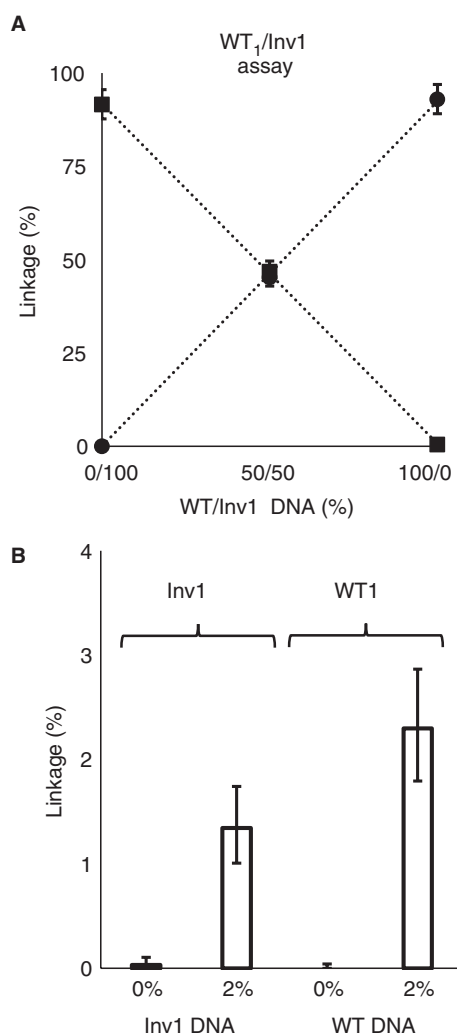 A
WT₁/Inv1
assay
100
75
50
25
0
Linkage (%)
0/100 50/50 100/0
WT/Inv1 DNA (%)
B
4
3
2
1
0
Linkage (%)
Inv1 WT1
0% 2% 0% 2%
Inv1 DNA WT DNA